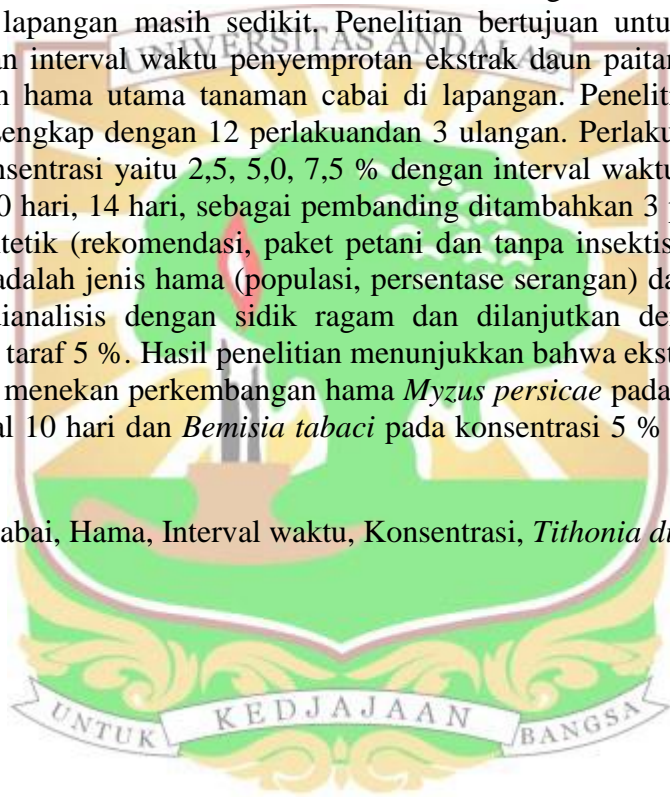 lapangan masih sedikit. Penelitian bertujuan untu
n interval waktu penyemprotan ekstrak daun paitan
UNIVERSITAS ANDALAS
n hama utama tanaman cabai di lapangan. Peneliti
Lengkap dengan 12 perlakuandan 3 ulangan. Perlaku
nsentrasi yaitu 2,5, 5,0, 7,5 % dengan interval waktu
0 hari, 14 hari, sebagai pembanding ditambahkan 3
tetik (rekomendasi, paket petani dan tanpa insektis
adalah jenis hama (populasi, persentase serangan) da
dianalisis dengan sidik ragam dan dilanjutkan de
taraf 5 %. Hasil penelitian menunjukkan bahwa ekst
menekan perkembangan hama Myzus persicae pada
al 10 hari dan Bemisia tabaci pada konsentrasi 5 %
abai, Hama, Interval waktu, Konsentrasi, Tithonia di
UNTUK KEDJAJAAN BANGSA